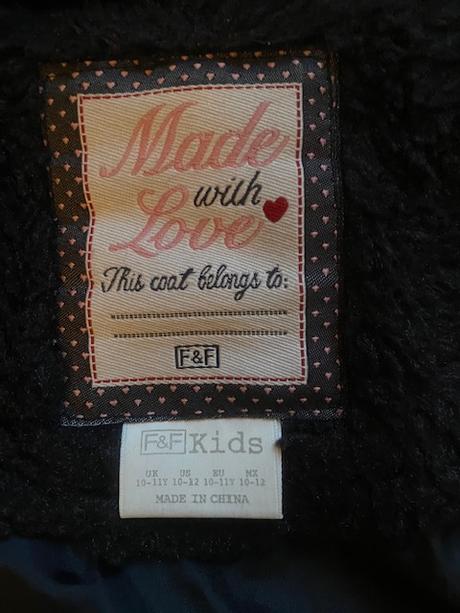 Made
with
Love
This coat belongs to:
F&F
F&F Kids
UK US EU MX
10-11Y 10-12 10-11Y 10-12
MADE IN CHINA